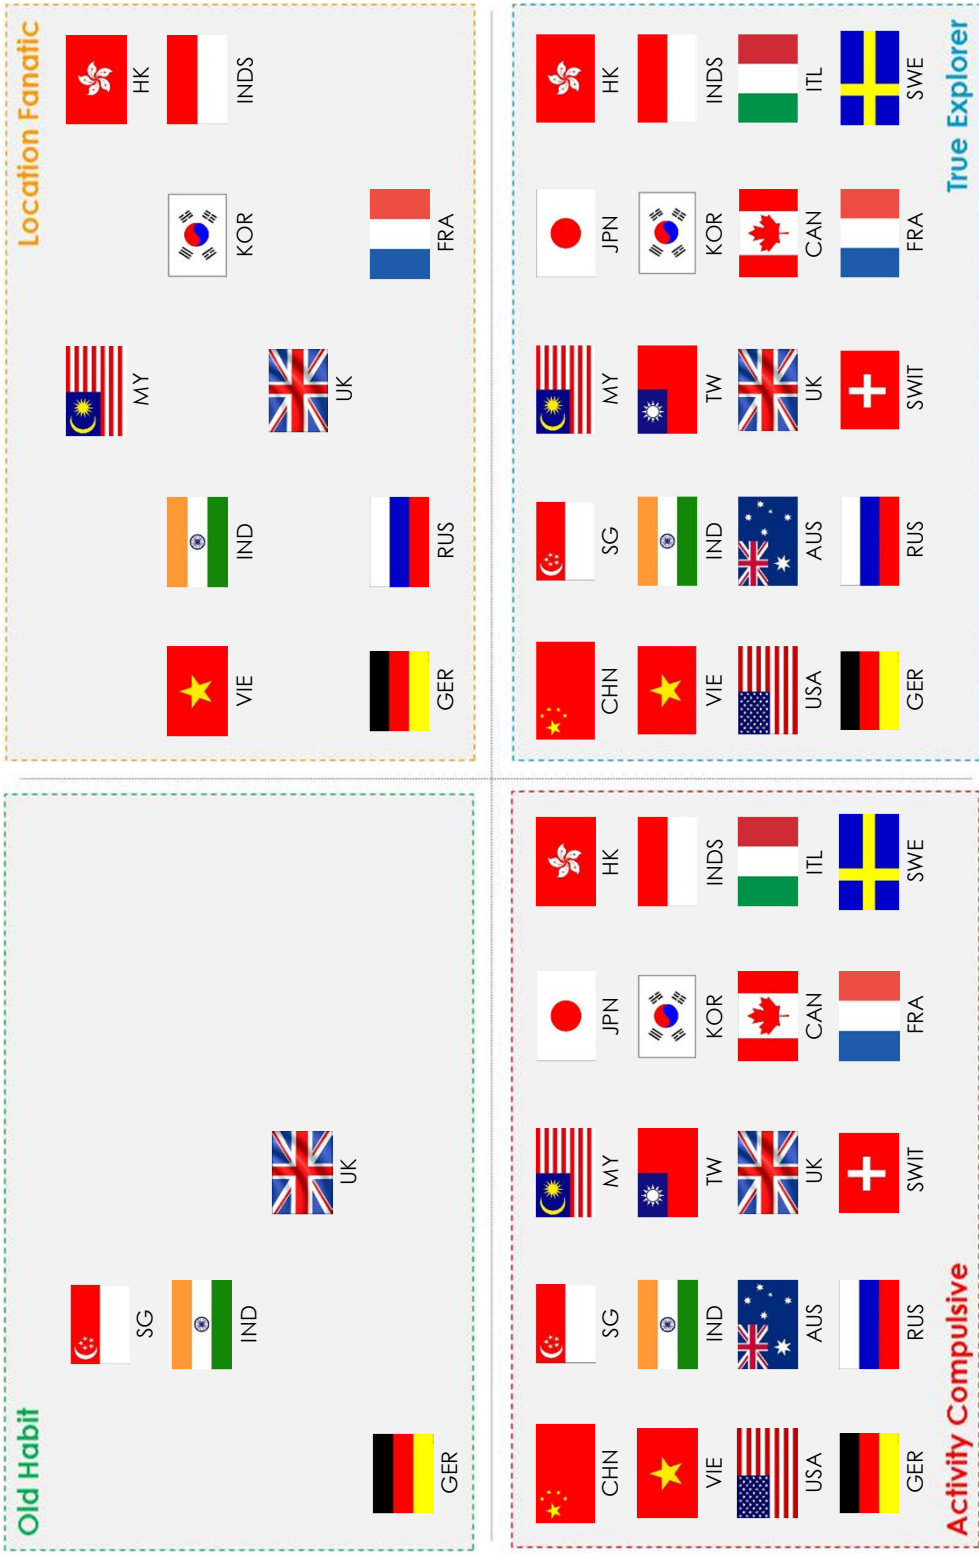 Old Habit
SG
IND
UK
GER
Location Fanatic
MY HK
VIE IND KOR INDS
UK
GER RUS FRA
CHN SG MY JPN HK
VIE IND TW KOR INDS
USA AUS UK CAN ITL
GER RUS SWIT FRA SWE
Activity Compulsive
CHN SG MY JPN HK
VIE IND TW KOR INDS
USA AUS UK CAN ITL
GER RUS SWIT FRA SWE
True Explorer